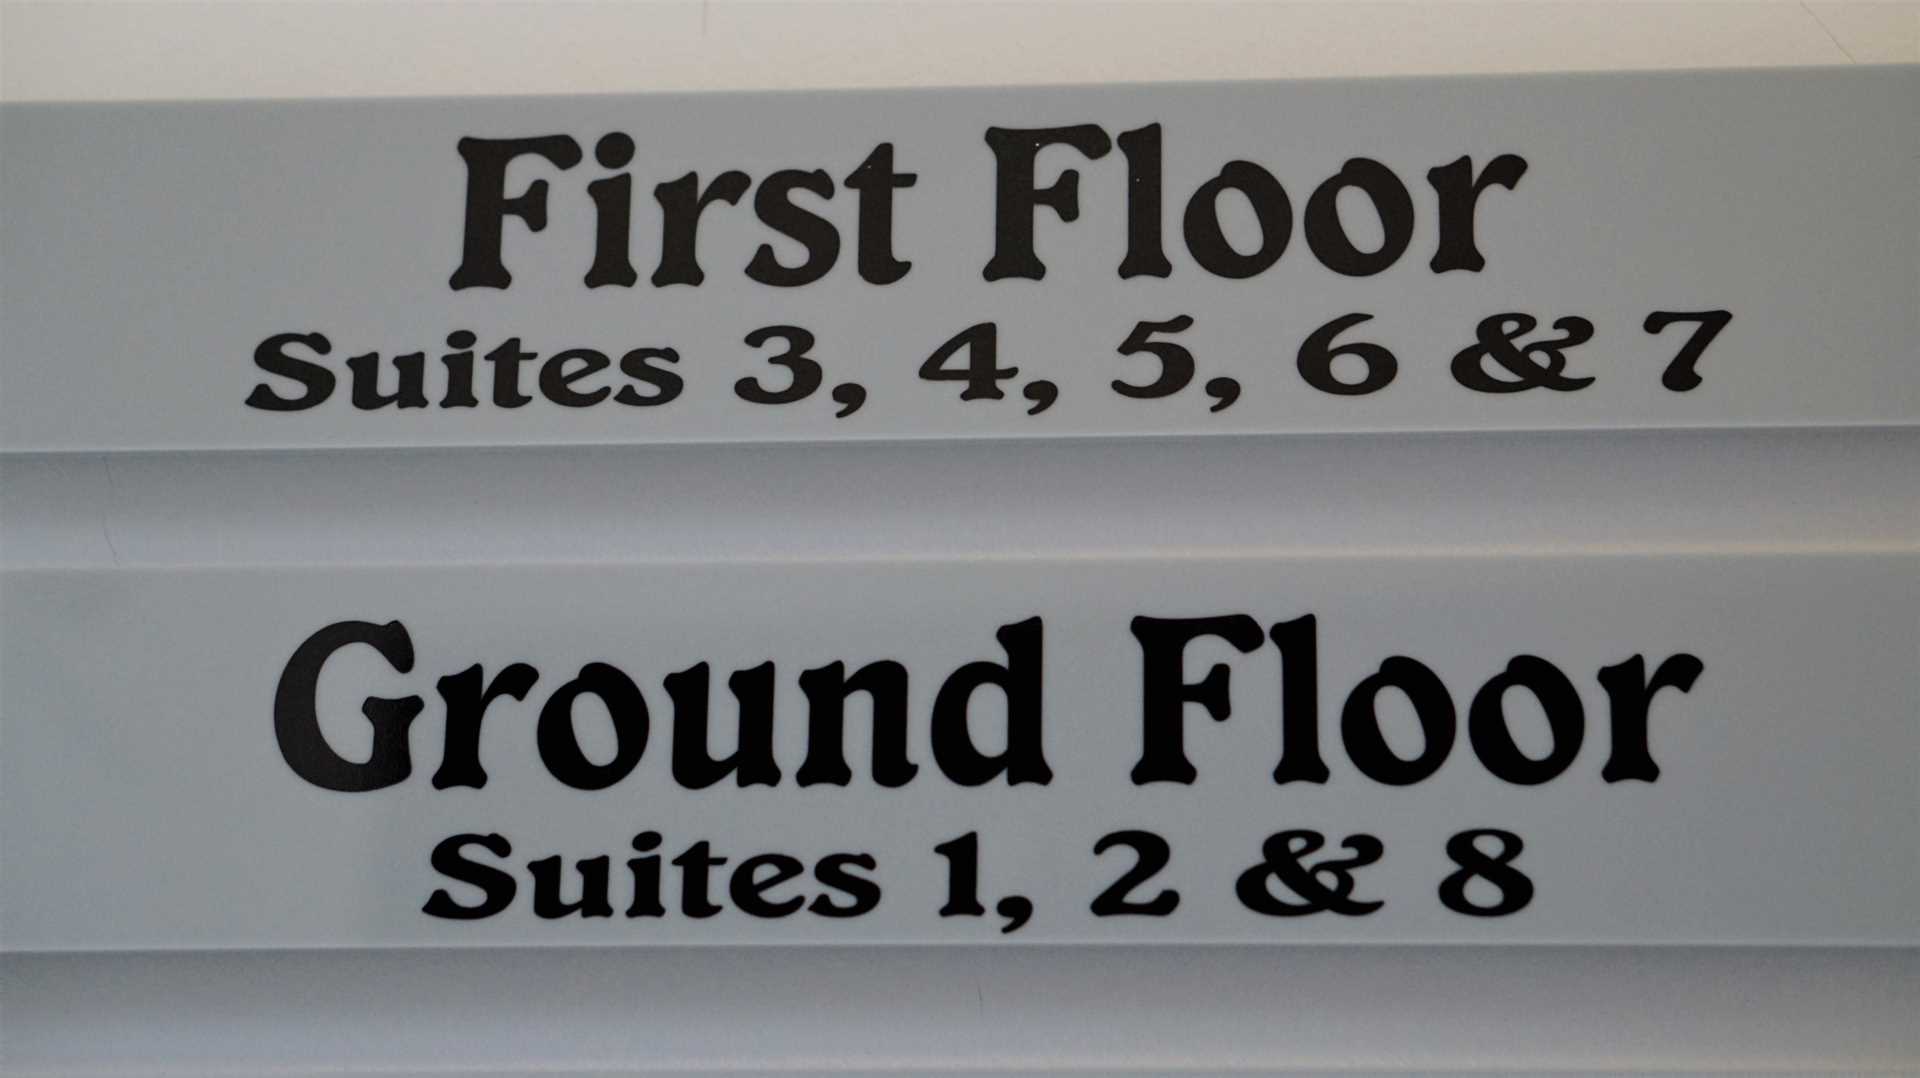 First Floor
Suites 3, 4, 5, 6 & 7
Ground Floor
Suites 1, 2 & 8